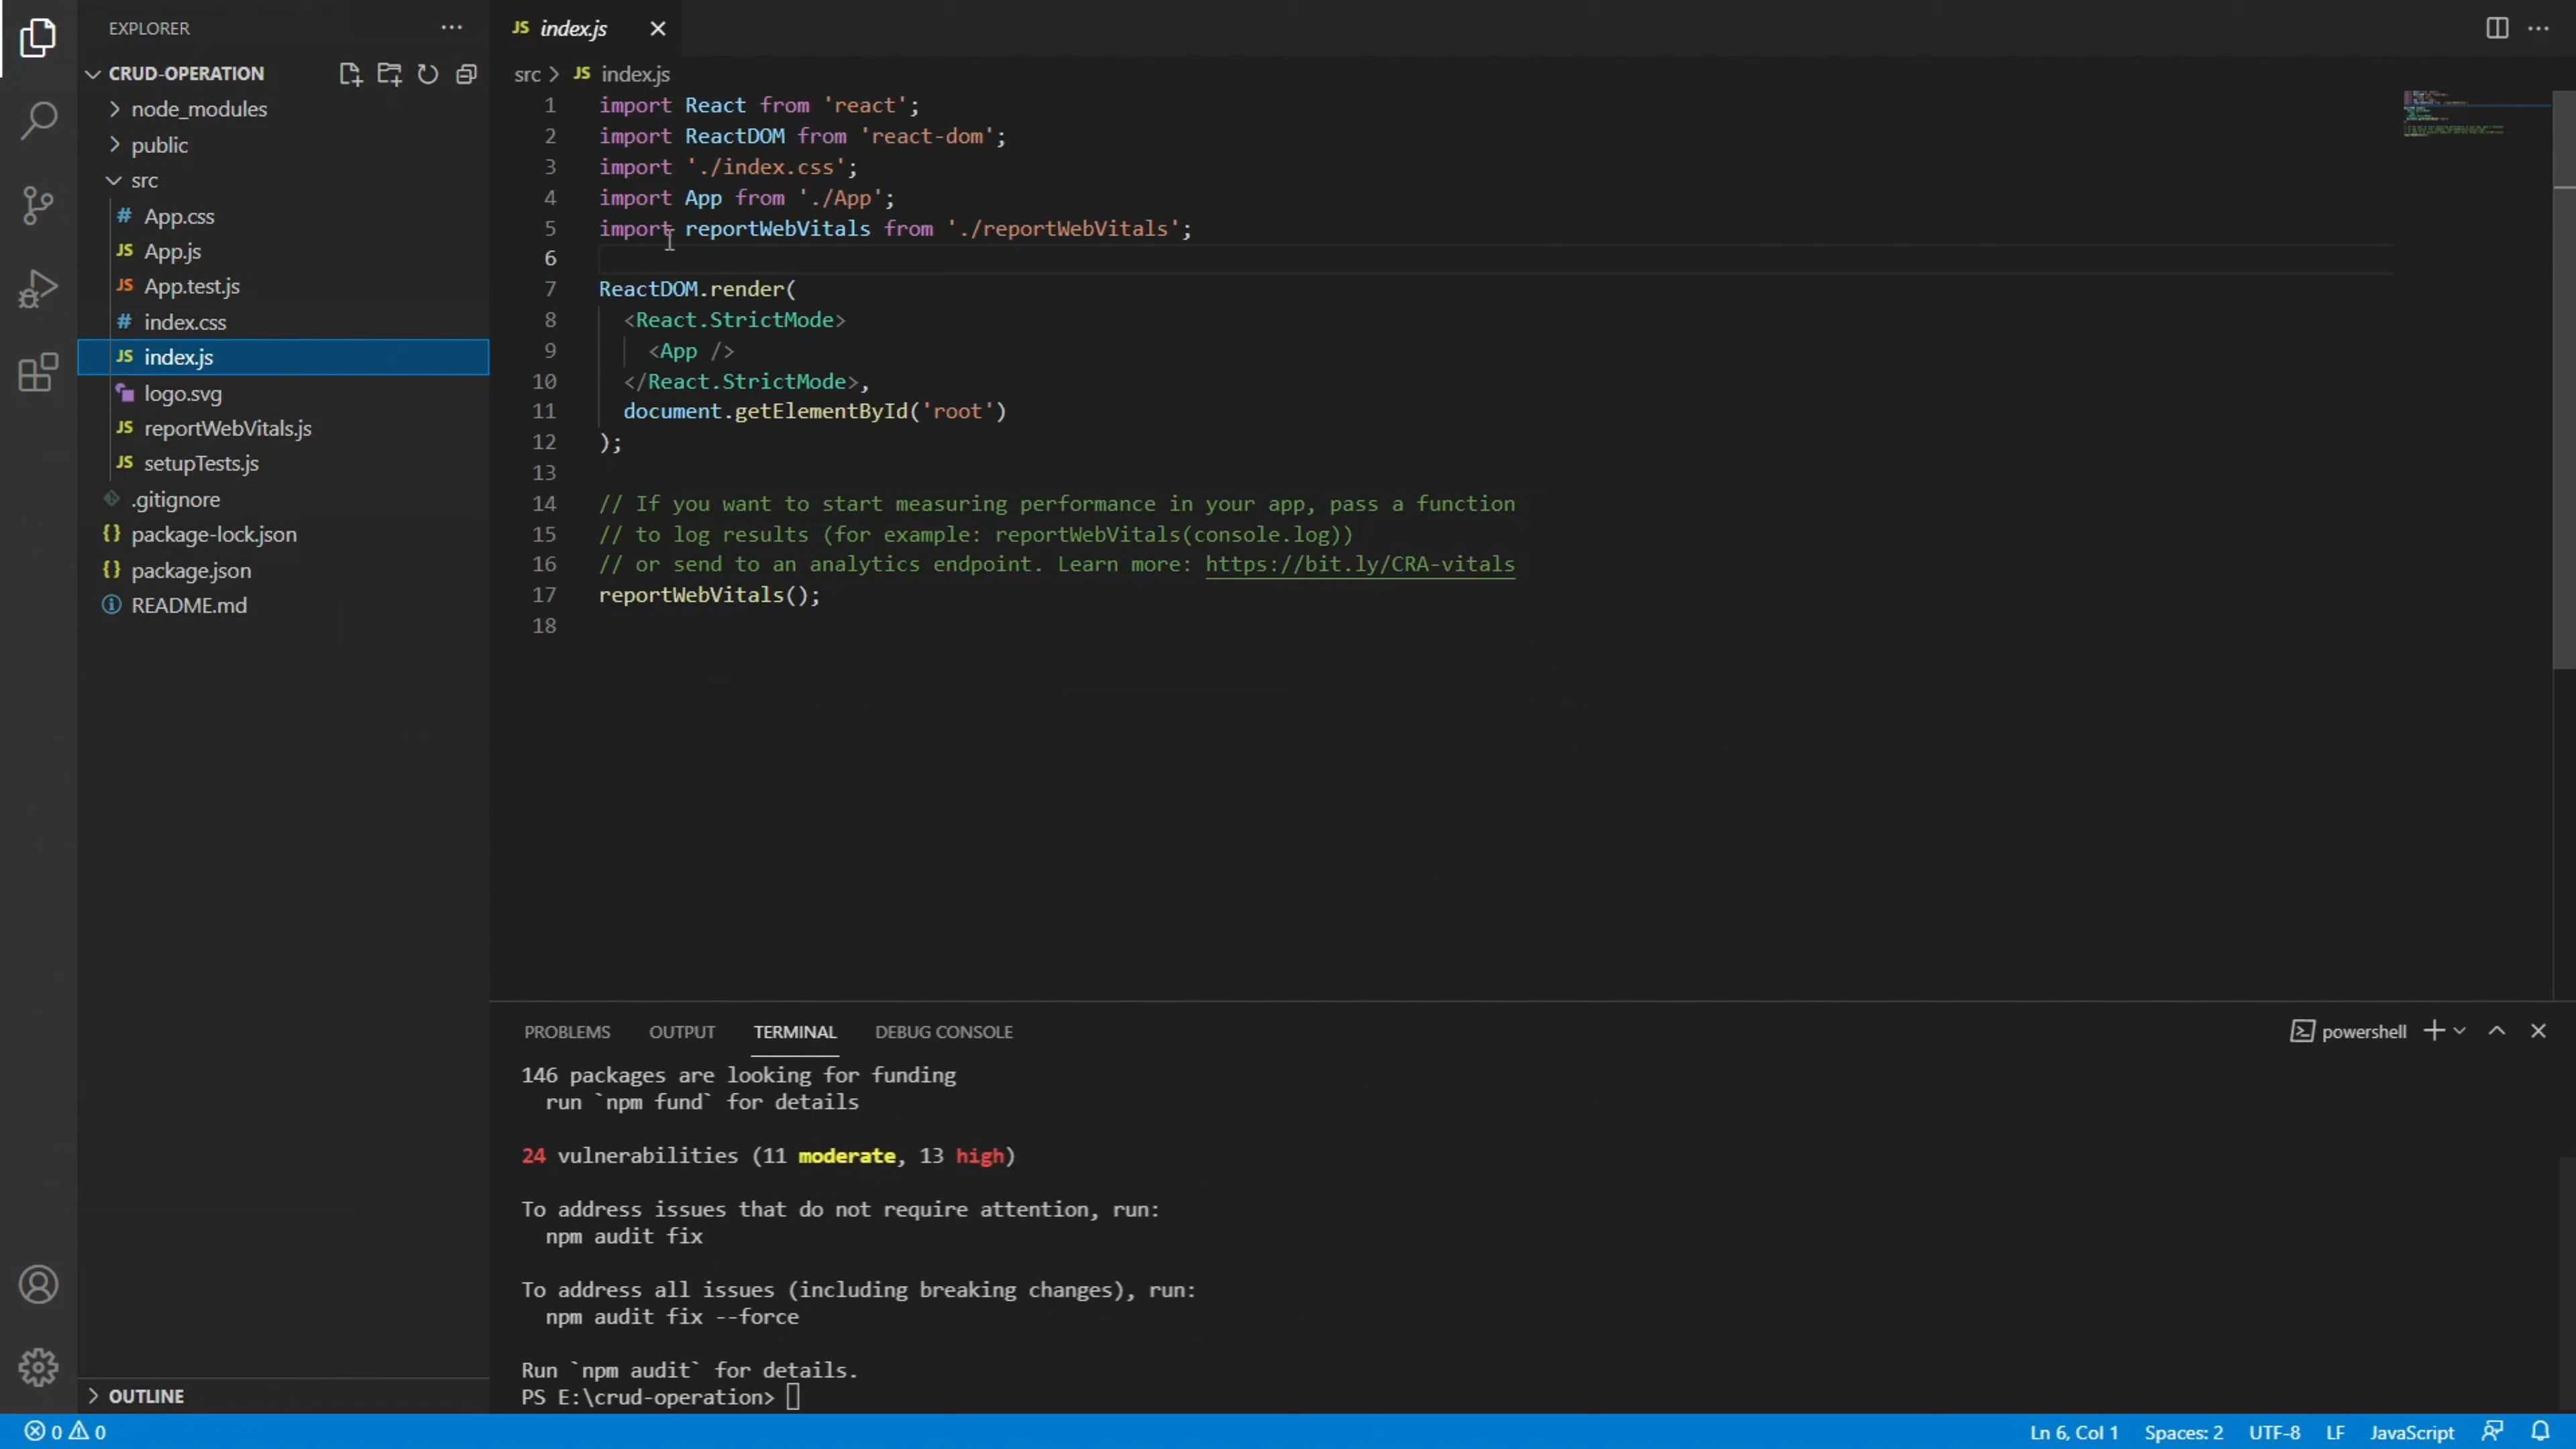 EXPLORER
CRUD-OPERATION
node_modules
public
src
# App.css
JS App.js
JS App.test.js
# index.css
JS index.js
logo.svg
JS reportWebVitals.js
JS setupTests.js
.gitignore
{} package-lock.json
{} package.json
README.md
OUTLINE
JS index.js
src > JS index.js
1 import React from 'react';
2 import ReactDOM from 'react-dom';
3 import './index.css';
4 import App from './App';
5 import reportWebVitals from './reportWebVitals';
6
7 ReactDOM.render(
8 <React.StrictMode>
9 <App />
10 </React.StrictMode>,
11 document.getElementById('root')
12 );
13
14 // If you want to start measuring performance in your app, pass a function
15 // to log results (for example: reportWebVitals(console.log))
16 // or send to an analytics endpoint. Learn more: https://bit.ly/CRA-vitals
17 reportWebVitals();
18
PROBLEMS OUTPUT TERMINAL DEBUG CONSOLE
powershell
146 packages are looking for funding
run `npm fund` for details
24 vulnerabilities (11 moderate, 13 high)
To address issues that do not require attention, run:
npm audit fix
To address all issues (including breaking changes), run:
npm audit fix --force
Run `npm audit` for details.
PS E:\crud-operation>
0 0
Ln 6, Col 1 Spaces: 2 UTF-8 LF JavaScript